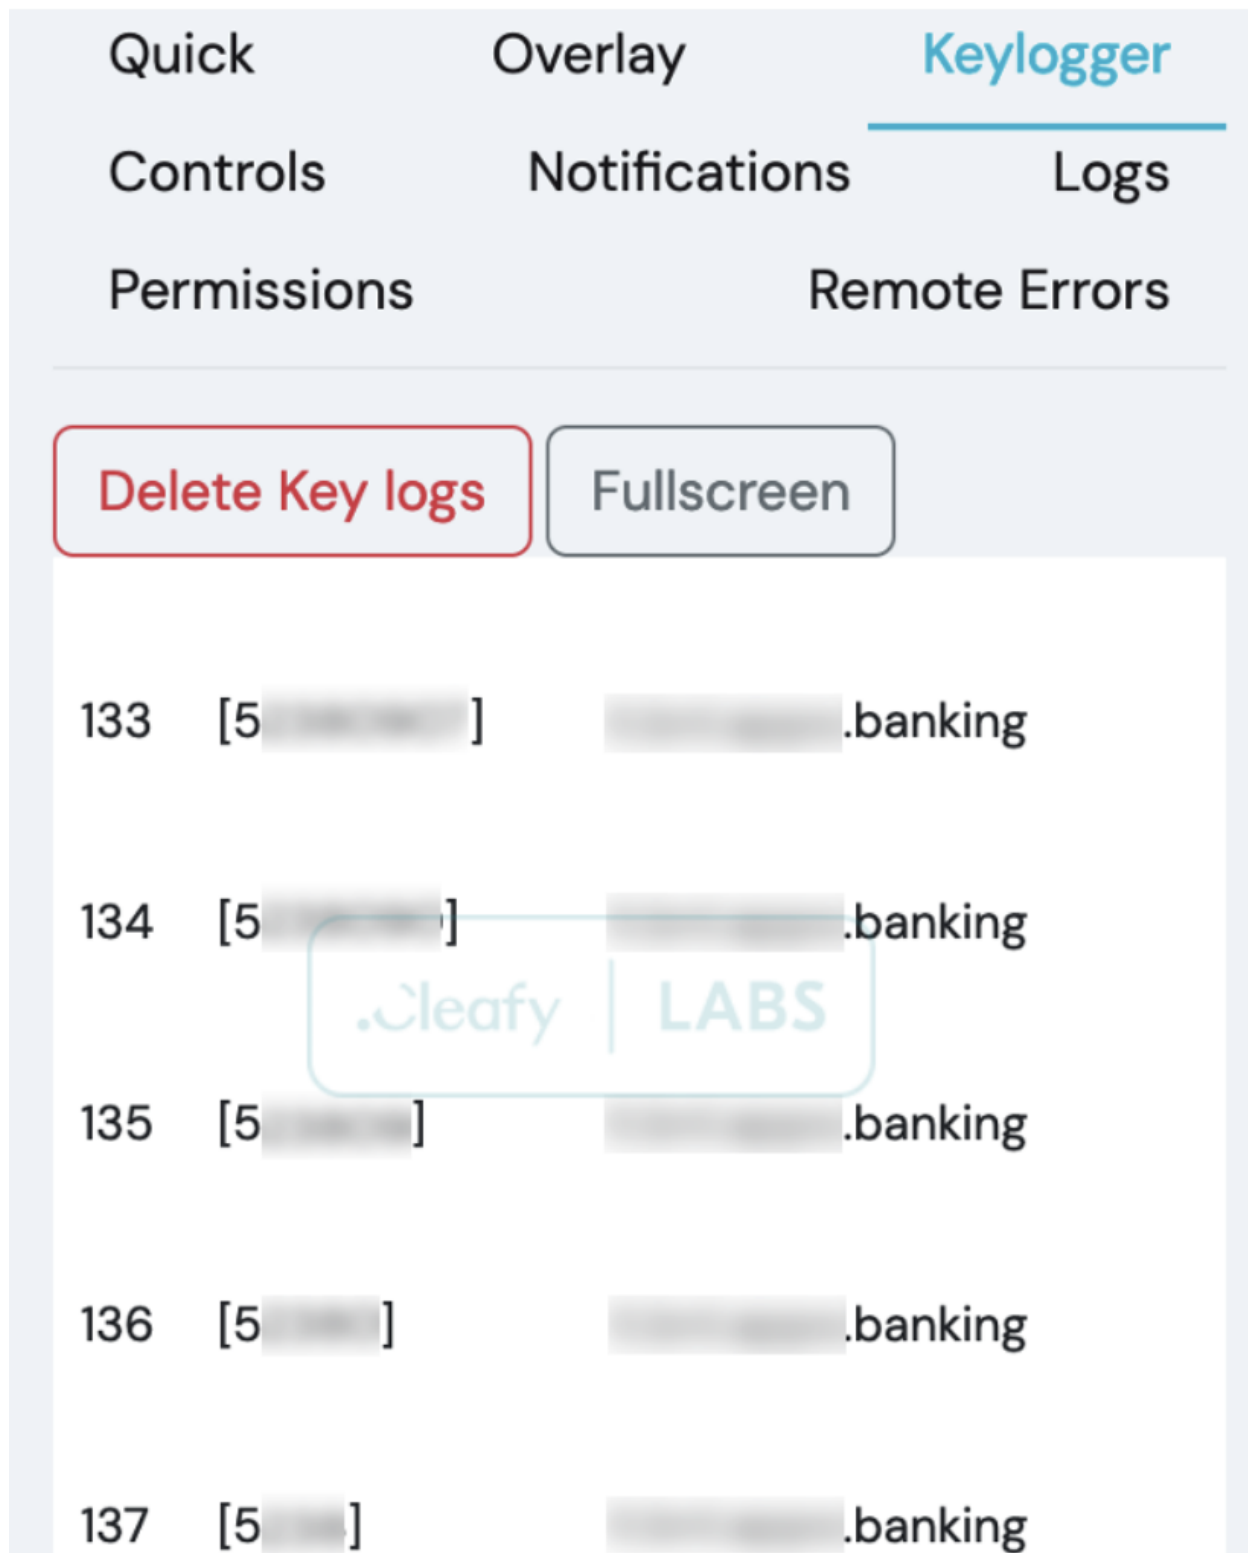 Quick Overlay Keylogger
Controls Notifications Logs
Permissions Remote Errors
Delete Key logs Fullscreen
133 [5 ] .banking
134 [5 ] .banking
.Cleafy | LABS
135 [5 ] .banking
136 [5 ] .banking
137 [5 ] .banking